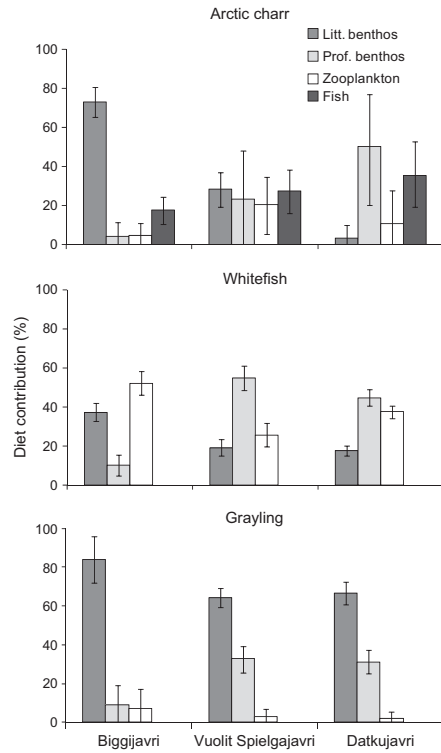 Arctic charr
Litt. benthos
Prof. benthos
Zooplankton
Fish
100
80
60
40
20
0
Whitefish
100
80
60
40
20
0
Diet contribution (%)
Grayling
100
80
60
40
20
0
Biggijavri Vuolit Spielgajavri Datkujavri